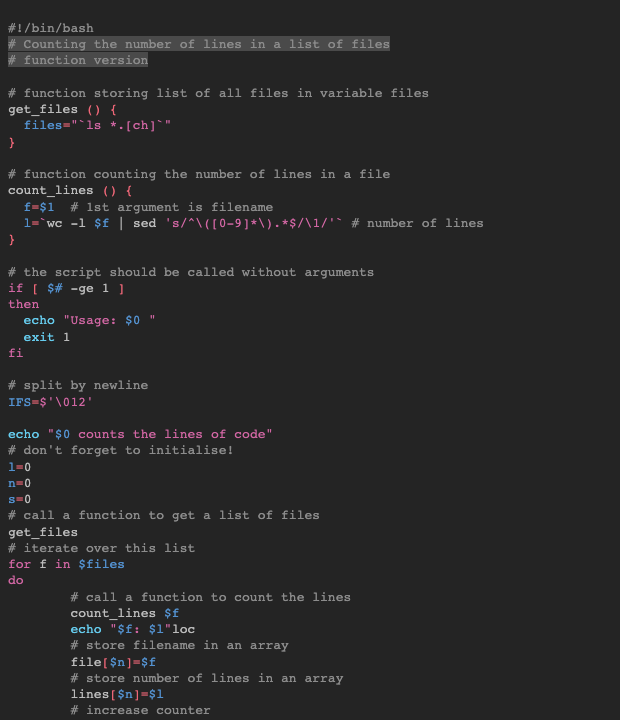 #!/bin/bash
# Counting the number of lines in a list of files
# function version

# function storing list of all files in variable files
get_files () {
  files="`ls *.[ch]`"
}

# function counting the number of lines in a file
count_lines () {
  f=$1  # 1st argument is filename
  l=`wc -l $f | sed 's/^\([0-9]*\).*$/\1/'` # number of lines
}

# the script should be called without arguments
if [ $# -ge 1 ]
then
  echo "Usage: $0 "
  exit 1
fi

# split by newline
IFS=$'\012'

echo "$0 counts the lines of code"
# don't forget to initialise!
l=0
n=0
s=0
# call a function to get a list of files
get_files
# iterate over this list
for f in $files
do
        # call a function to count the lines
        count_lines $f
        echo "$f: $l"loc
        # store filename in an array
        file[$n]=$f
        # store number of lines in an array
        lines[$n]=$l
        # increase counter